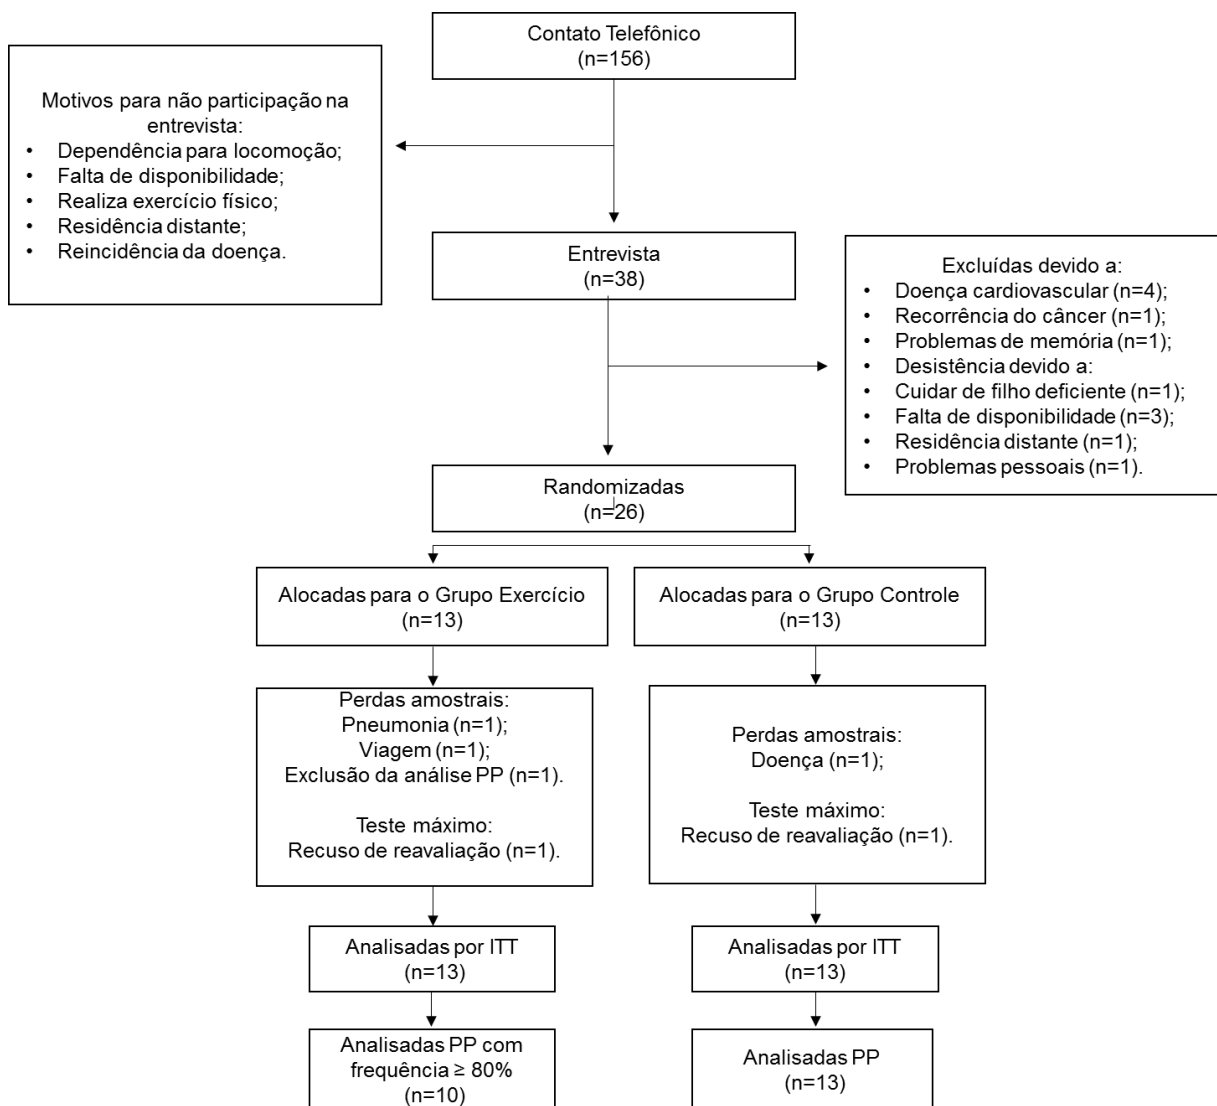 Contato Telefônico
(n=156)
Motivos para não participação na
entrevista:
• Dependência para locomoção;
• Falta de disponibilidade;
• Realiza exercício físico;
• Residência distante;
• Reincidência da doença.
Entrevista
(n=38)
Excluídas devido a:
• Doença cardiovascular (n=4);
• Recorrência do câncer (n=1);
• Problemas de memória (n=1);
• Desistência devido a:
• Cuidar de filho deficiente (n=1);
• Falta de disponibilidade (n=3);
• Residência distante (n=1);
• Problemas pessoais (n=1).
Randomizadas
(n=26)
Alocadas para o Grupo Exercício
(n=13)
Alocadas para o Grupo Controle
(n=13)
Perdas amostrais:
Pneumonia (n=1);
Viagem (n=1);
Exclusão da análise PP (n=1).
Teste máximo:
Recuso de reavaliação (n=1).
Perdas amostrais:
Doença (n=1);
Teste máximo:
Recuso de reavaliação (n=1).
Analisadas por ITT
(n=13)
Analisadas por ITT
(n=13)
Analisadas PP com
frequência ≥ 80%
(n=10)
Analisadas PP
(n=13)